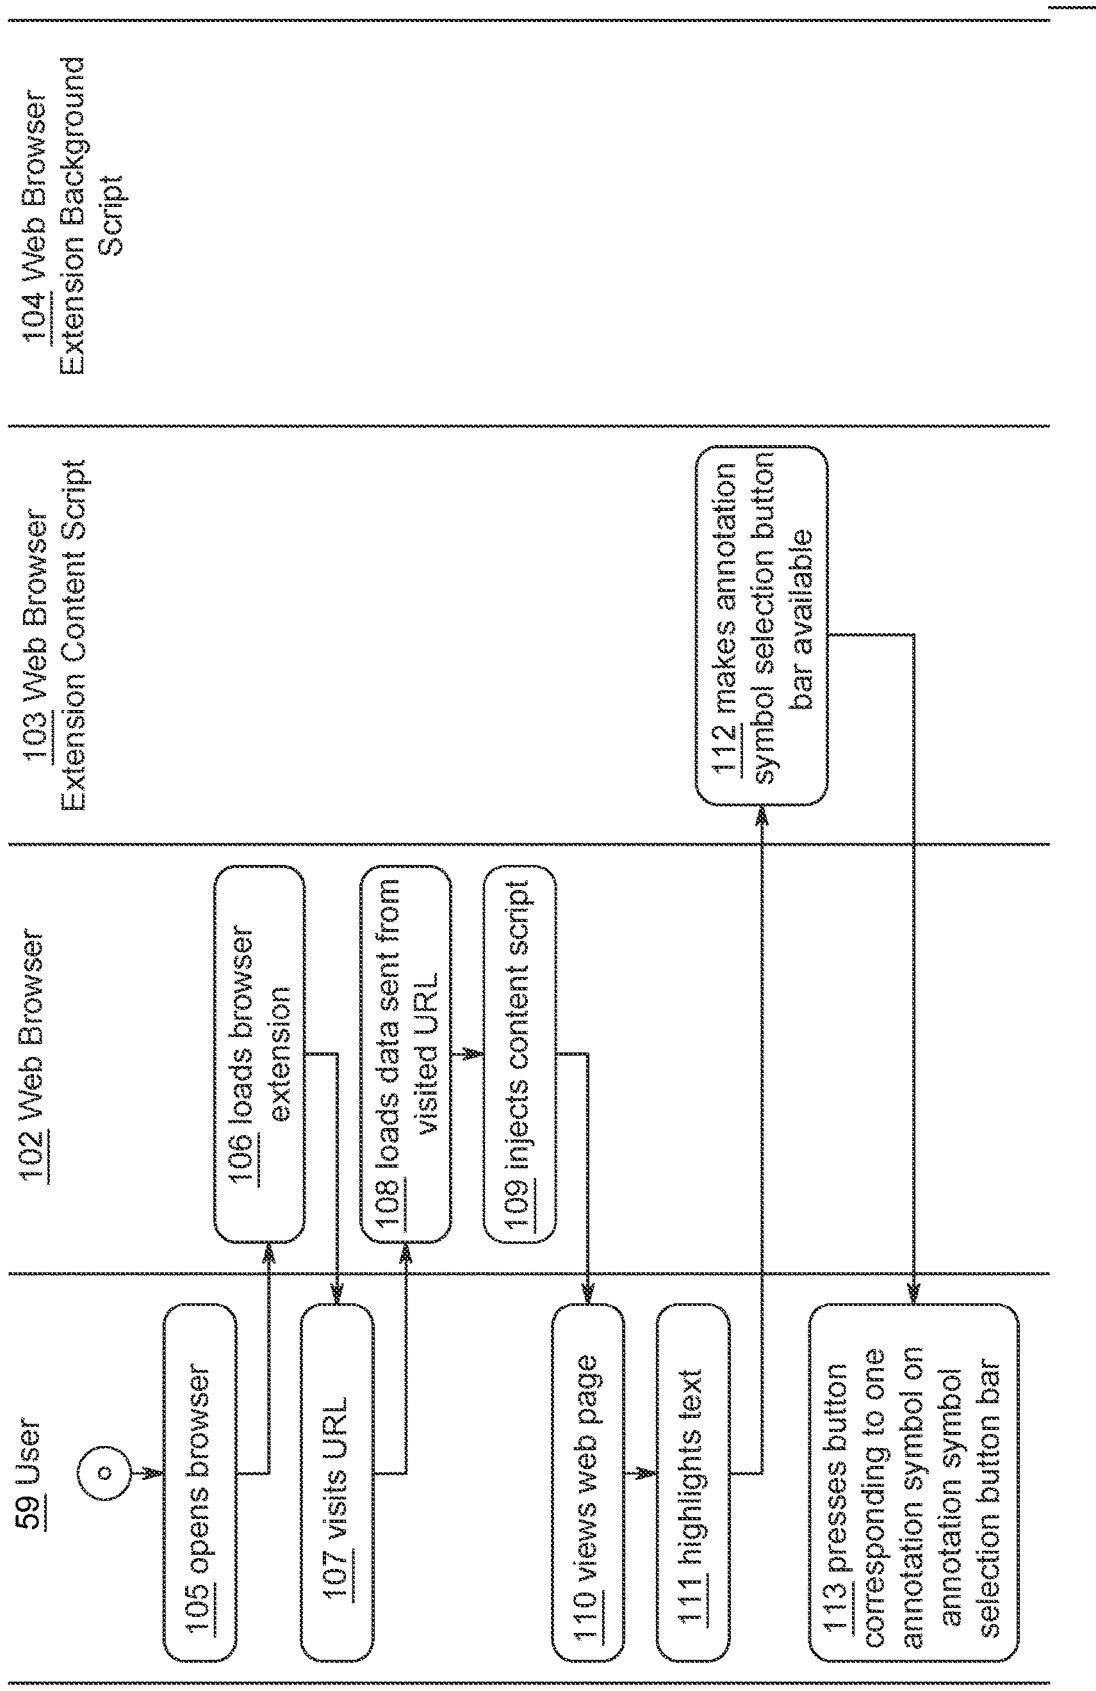 59 User
105 opens browser
107 visits URL
110 views web page
111 highlights text
113 presses button
corresponding to one
annotation symbol on
annotation symbol
selection button bar
102 Web Browser
106 loads browser
extension
108 loads data sent from
visited URL
109 injects content script
103 Web Browser
Extension Content Script
112 makes annotation
symbol selection button
bar available
104 Web Browser
Extension Background
Script